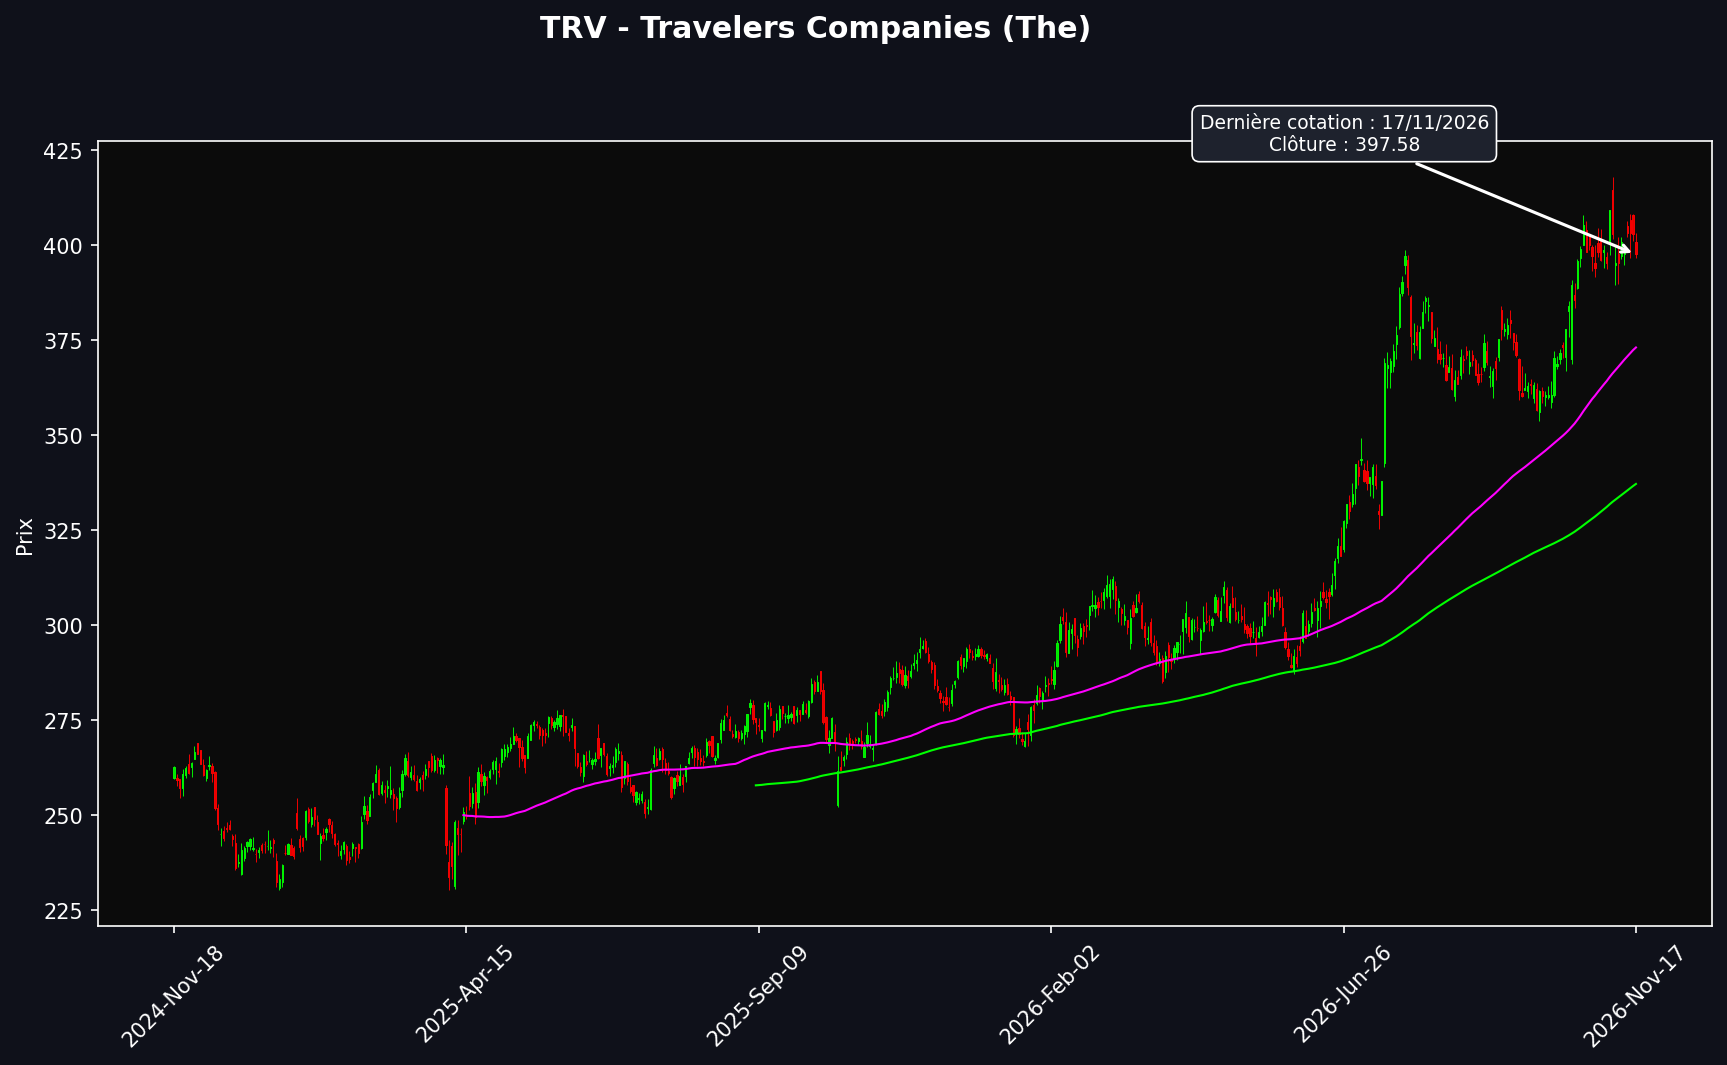 TRV - Travelers Companies (The)
Dernière cotation : 17/11/2026
Clôture : 397.58
425
400
375
350
325
300
275
250
225
Prix
2024-Nov-18
2025-Apr-15
2025-Sep-09
2026-Feb-02
2026-Jun-26
2026-Nov-17